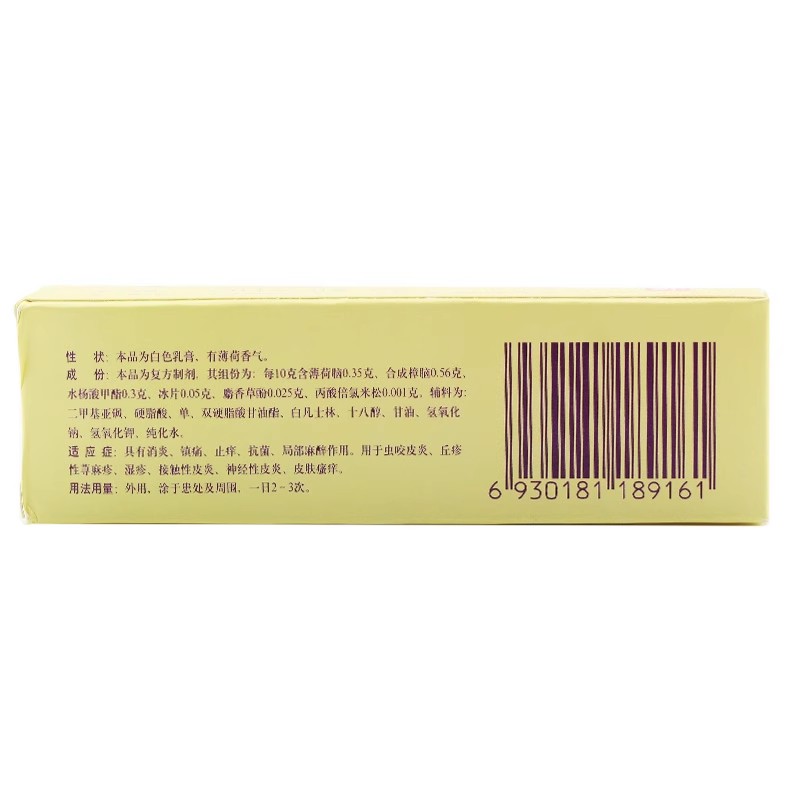 性 状：本品为白色乳膏、有薄荷香气。
成 份：本品为复方制剂，其组份为：每10克含薄荷脑0.35克、合成樟脑0.56克、
水杨酸甲酯0.3克、冰片0.05克、麝香草酚0.025克、丙酸倍氯米松0.001克。辅料为：
二甲基亚砜、硬脂酸、单、双硬脂酸甘油酯、白凡士林、十八醇、甘油、氢氧化
钠、氢氧化钾、纯化水。
适 应 症：具有消炎、镇痛、止痒、抗菌、局部麻醉作用。用于虫咬皮炎、丘疹
性荨麻疹、湿疹、接触性皮炎、神经性皮炎、皮肤瘙痒。
用法用量：外用，涂于患处及周围，一日2－3次。
6 930181 189161